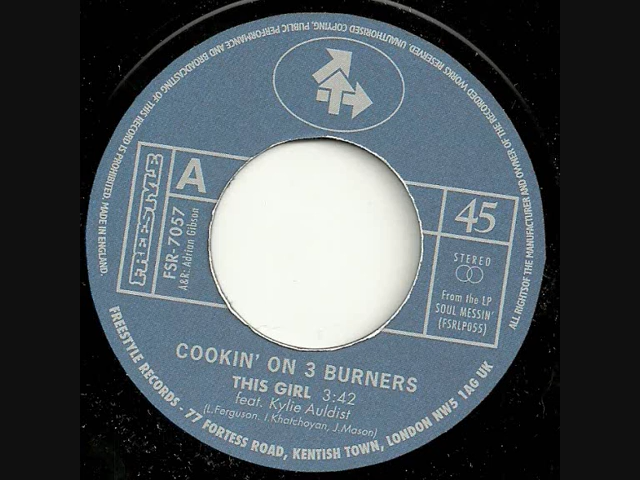 ALL RIGHTS OF THE MANUFACTURER AND OWNER OF THE RECORDED WORKS RESERVED. UNAUTHORISED COPYING, PUBLIC PERFORMANCE AND BROADCASTING OF THIS RECORD IS PROHIBITED. MADE IN ENGLAND.
FREESTYLE
A
FSR-7057
A&R: Adrian Gibson
45
STEREO
From the LP
SOUL MESSIN'
(FSRLP055)
COOKIN' ON 3 BURNERS
THIS GIRL 3:42
feat. Kylie Auldist
(L.Ferguson. I.Khatchoyan, J.Mason)
FREESTYLE RECORDS - 77 FORTESS ROAD, KENTISH TOWN, LONDON NW5 1AG UK